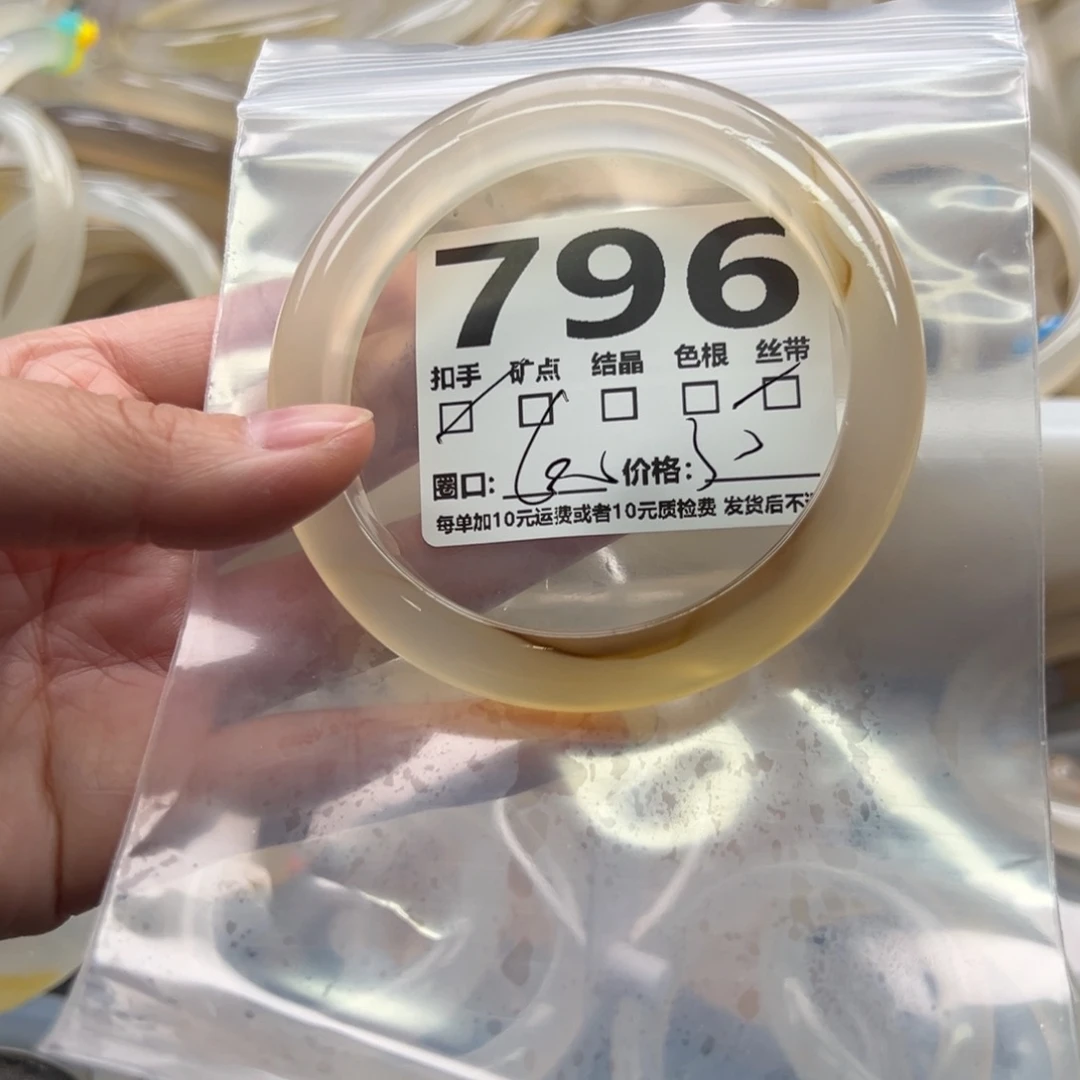 796
扣手 矿点 结晶 色根 丝带
圈口: 价格:
每单加10元运费或者10元质检费 发货后不